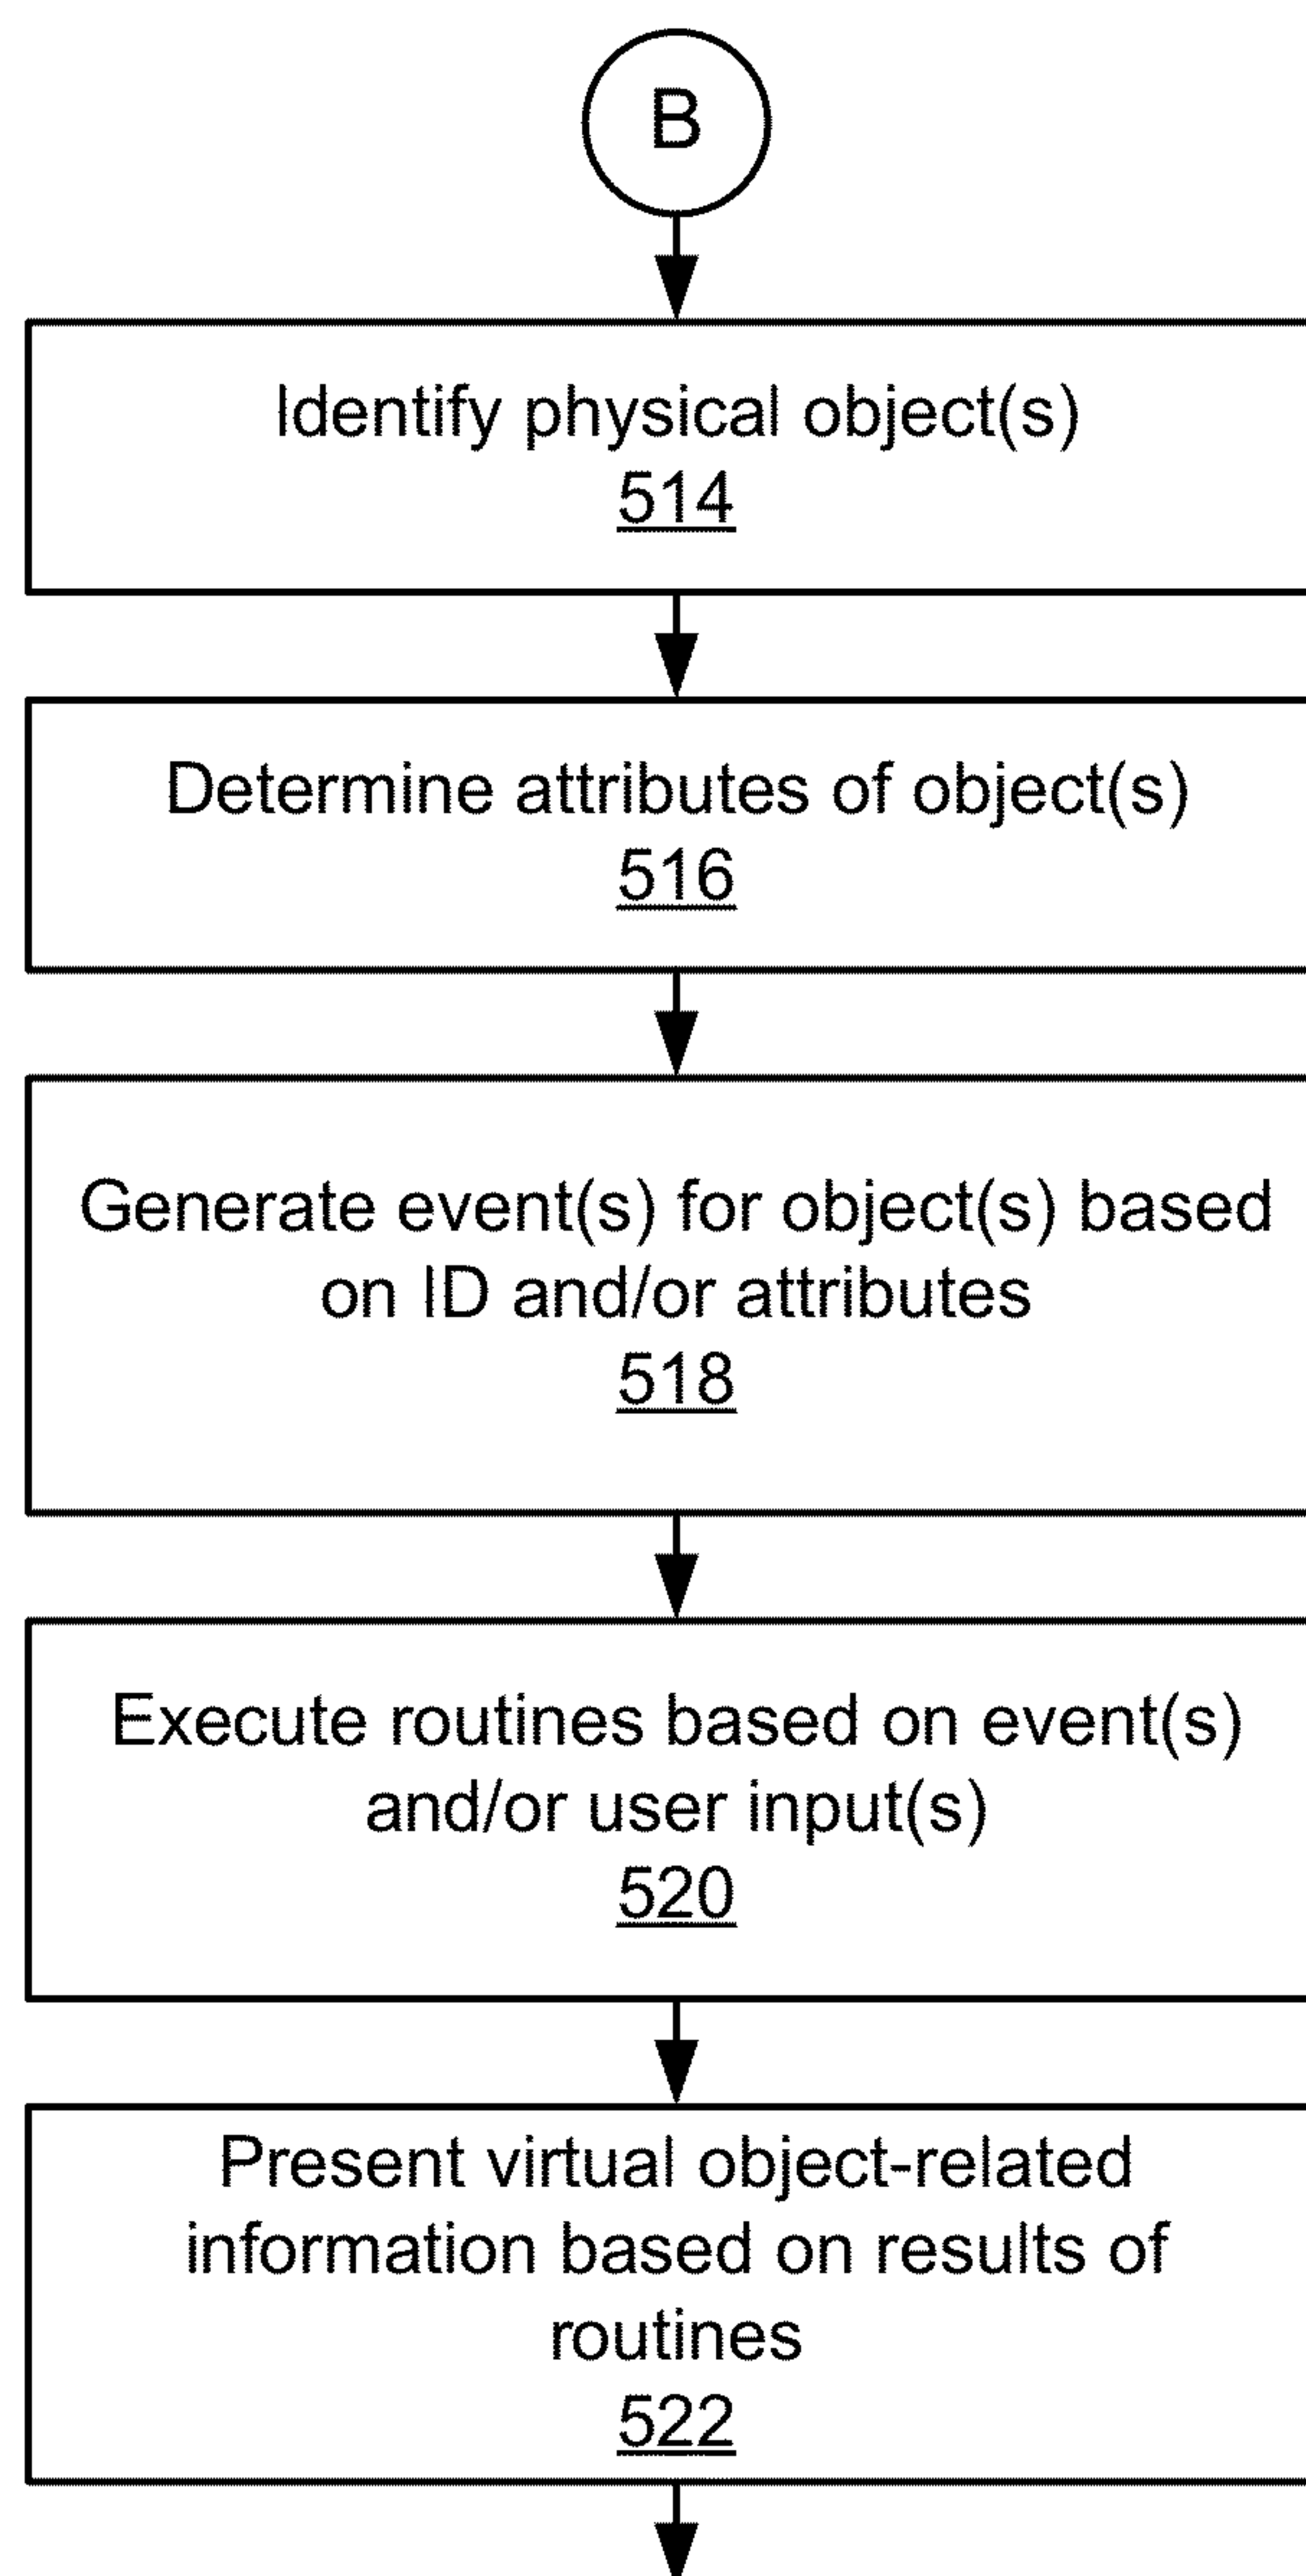 B
Identify physical object(s)
514
Determine attributes of object(s)
516
Generate event(s) for object(s) based
on ID and/or attributes
518
Execute routines based on event(s)
and/or user input(s)
520
Present virtual object-related
information based on results of
routines
522